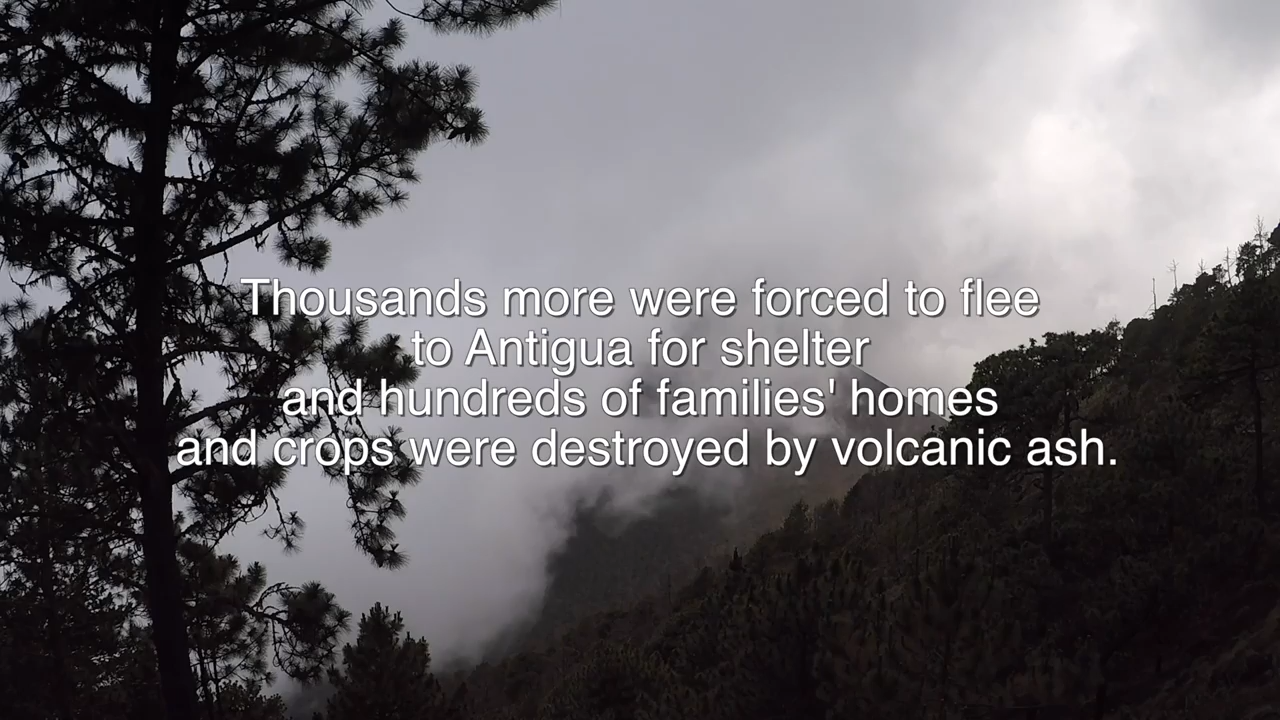 Thousands more were forced to flee
to Antigua for shelter
and hundreds of families' homes
and crops were destroyed by volcanic ash.